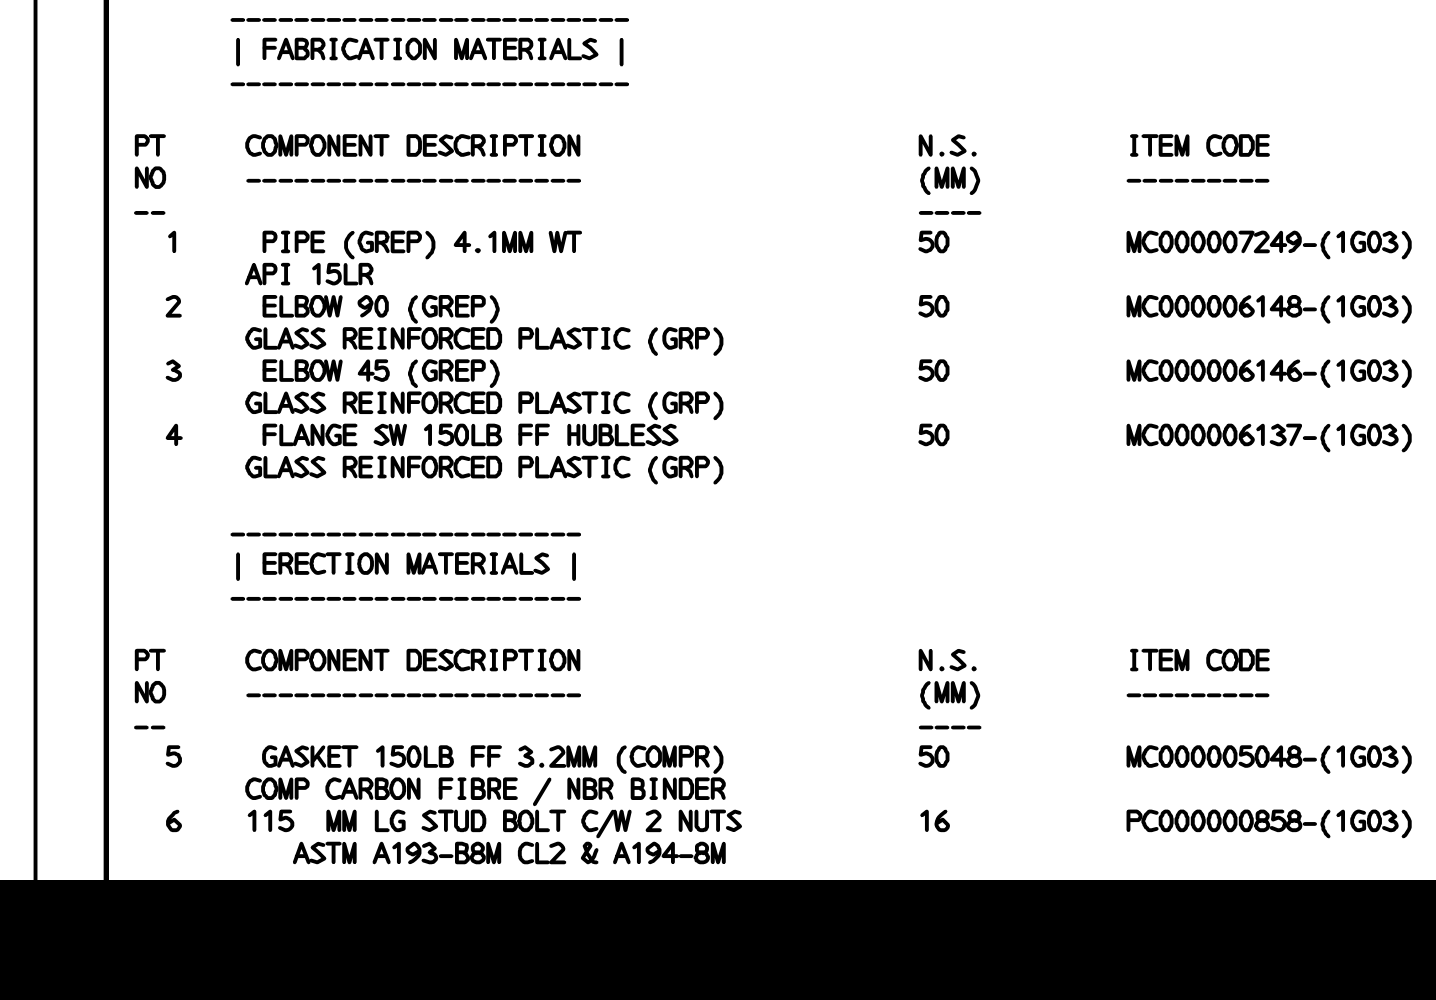 -------------------------
| FABRICATION MATERIALS |
-------------------------
PT COMPONENT DESCRIPTION N.S. ITEM CODE
NO --------------------- (MM) ---------
-- ----
1 PIPE (GREP) 4.1MM WT 50 MC000007249-(1G03)
API 15LR
2 ELBOW 90 (GREP) 50 MC000006148-(1G03)
GLASS REINFORCED PLASTIC (GRP)
3 ELBOW 45 (GREP) 50 MC000006146-(1G03)
GLASS REINFORCED PLASTIC (GRP)
4 FLANGE SW 150LB FF HUBLESS 50 MC000006137-(1G03)
GLASS REINFORCED PLASTIC (GRP)
----------------------
| ERECTION MATERIALS |
----------------------
PT COMPONENT DESCRIPTION N.S. ITEM CODE
NO --------------------- (MM) ---------
-- ----
5 GASKET 150LB FF 3.2MM (COMPR) 50 MC000005048-(1G03)
COMP CARBON FIBRE / NBR BINDER
6 115 MM LG STUD BOLT C/W 2 NUTS 16 PC000000858-(1G03)
ASTM A193-B8M CL2 & A194-8M